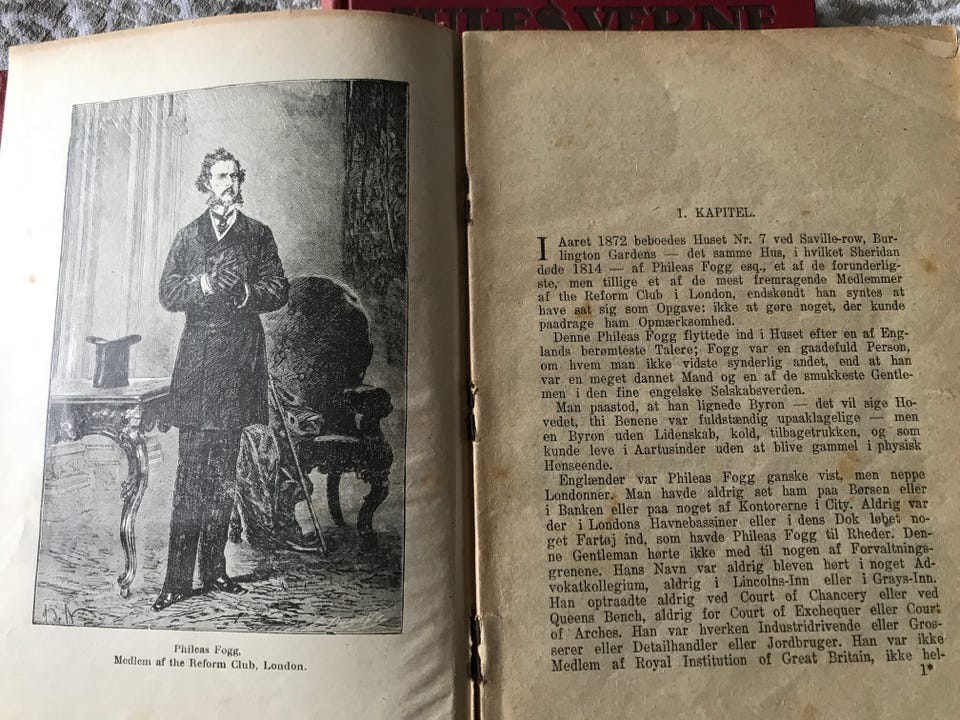 JULES VERNE
Phileas Fogg,
Medlem af the Reform Club, London.
1. KAPITEL.
I Aaret 1872 beboedes Huset Nr. 7 ved Saville-row, Bur-
lington Gardens — det samme Hus, i hvilket Sheridan
døde 1814 — af Phileas Fogg esq., et af de forunderlig-
ste, men tillige et af de mest fremragende Medlemmer
af the Reform Club i London, endskøndt han syntes at
have sat sig som Opgave: ikke at gøre noget, der kunde
paadrage ham Opmærksomhed.
Denne Phileas Fogg flyttede ind i Huset efter en af Eng-
lands berømteste Talere; Fogg var en gaadefuld Person,
om hvem man ikke vidste synderlig andet, end at han
var en meget dannet Mand og en af de smukkeste Gentle-
men i den fine engelske Selskabsverden.
Man paastod, at han lignede Byron — det vil sige Ho-
vedet, thi Benene var fuldstændig upaaklagelige — men
en Byron uden Lidenskab, kold, tilbagetrukken, og som
kunde leve i Aartusinder uden at blive gammel i physisk
Henseende.
Englænder var Phileas Fogg ganske vist, men neppe
Londonner. Man havde aldrig set ham paa Børsen eller
i Banken eller paa noget af Kontorerne i City. Aldrig var
der i Londons Havnebassiner eller i dens Dok løbet no-
get Fartøj ind, som havde Phileas Fogg til Rheder. Den-
ne Gentleman hørte ikke med til nogen af Forvaltnings-
grenene. Hans Navn var aldrig bleven hørt i noget Ad-
vokatkollegium, aldrig i Lincolns-Inn eller i Grays-Inn.
Han optraadte aldrig ved Court of Chancery eller ved
Queens Bench, aldrig for Court of Exchequer eller Court
of Arches. Han var hverken Industridrivende eller Gros-
serer eller Detailhandler eller Jordbruger. Han var ikke
Medlem af Royal Institution of Great Britain, ikke hel-
1*